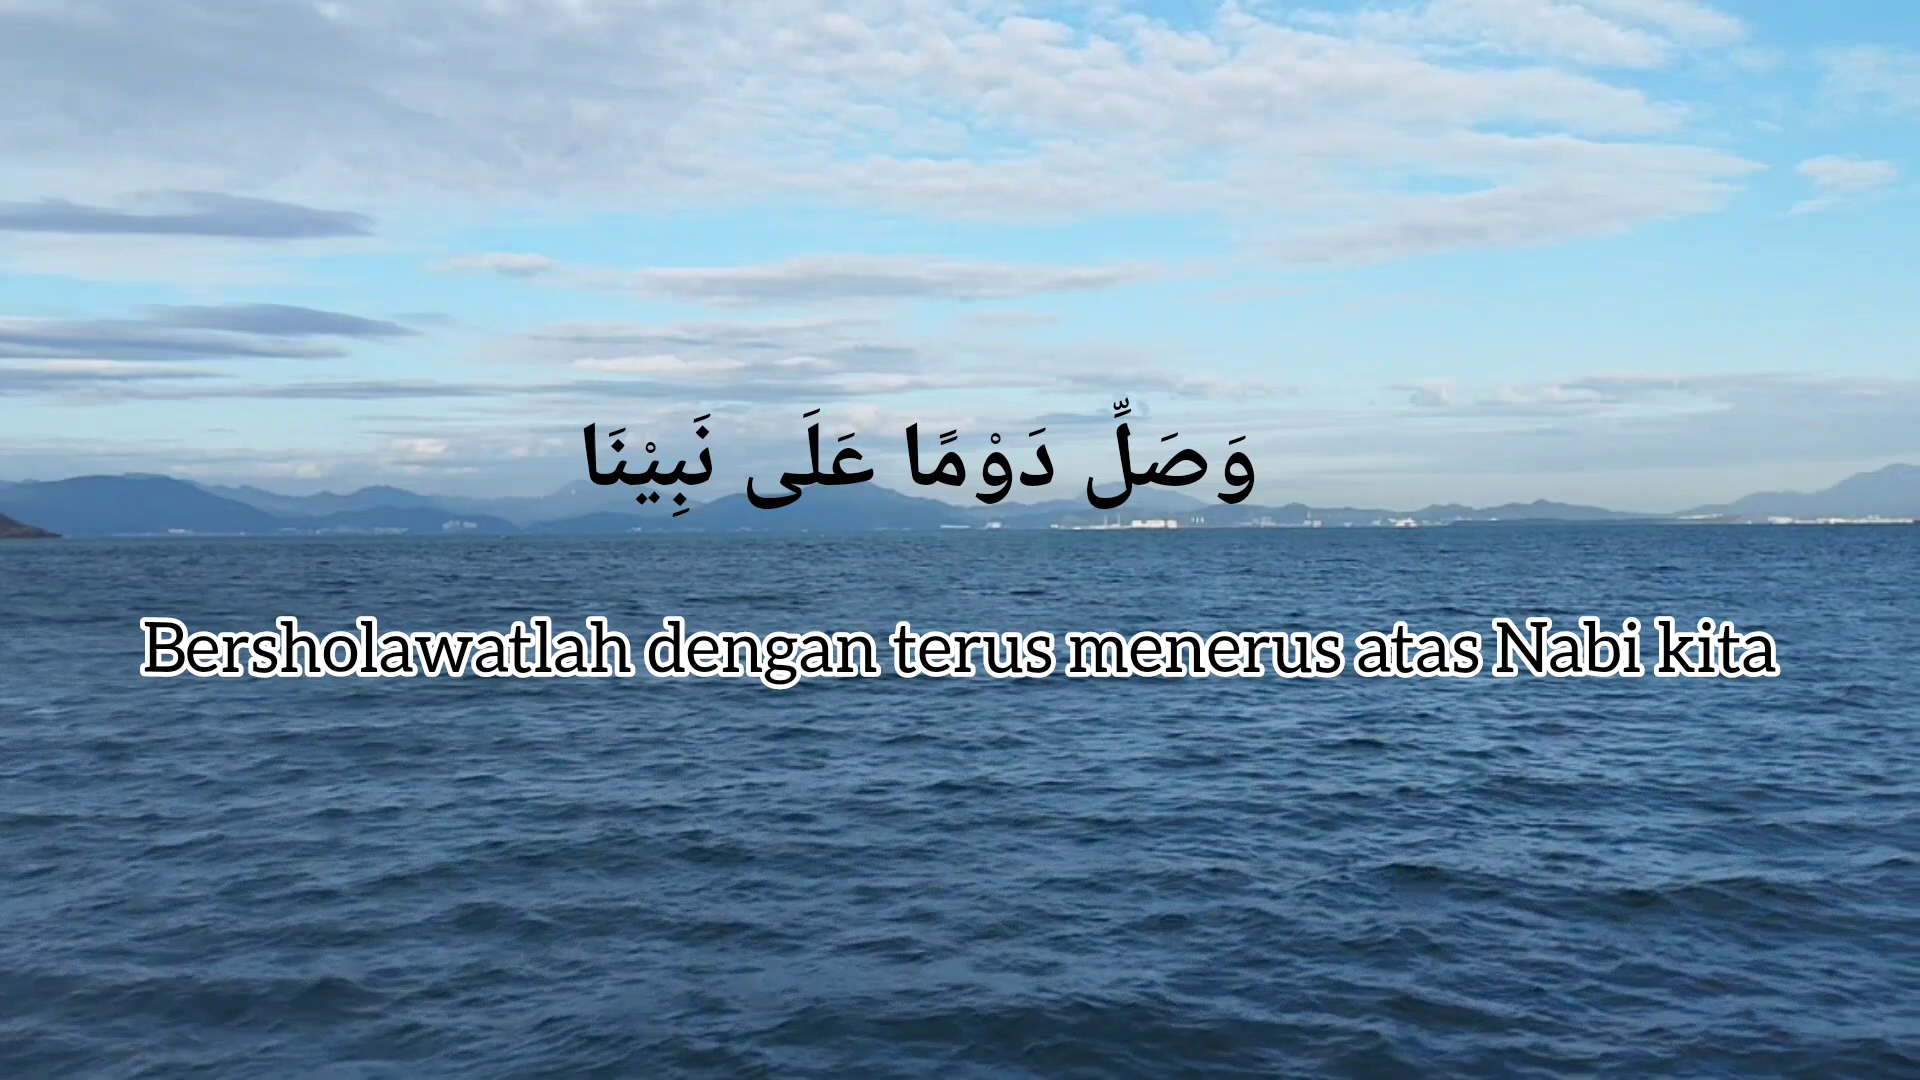 وَصَلِّ دَوْمًا عَلَى نَبِيْنَا
Bersholawatlah dengan terus menerus atas Nabi kita